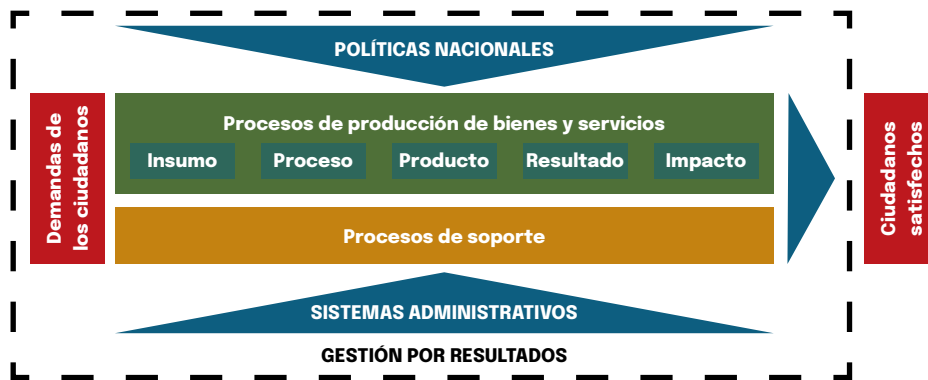 POLÍTICAS NACIONALES
Demandas de
los ciudadanos
Procesos de producción de bienes y servicios
Insumo
Proceso
Producto
Resultado
Impacto
Procesos de soporte
Ciudadanos
satisfechos
SISTEMAS ADMINISTRATIVOS
GESTIÓN POR RESULTADOS